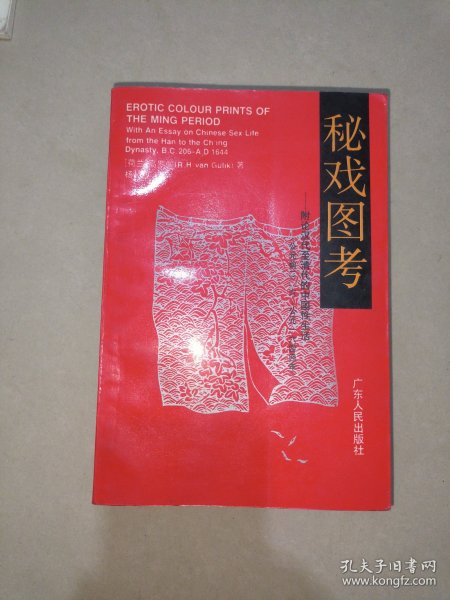 EROTIC COLOUR PRINTS OF
THE MING PERIOD
With An Essay on Chinese Sex Life
from the Han to the Ch'ing
Dynasty, B.C.206-A.D.1644
(R.H.van Gulik) 著
杨
秘戏图考
广东人民出版社
孔夫子旧书网
www.kongfz.com